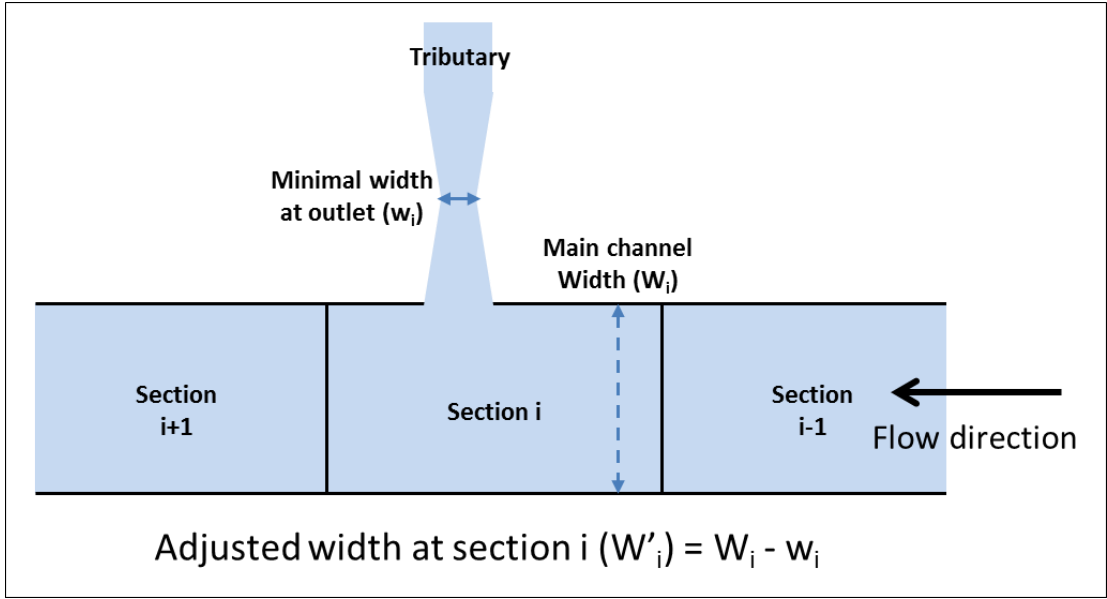 Tributary
Minimal width
at outlet (wᵢ)
Main channel
Width (Wᵢ)
Section
i+1
Section i
Section
i-1
Flow direction
Adjusted width at section i (W'ᵢ) = Wᵢ - wᵢ